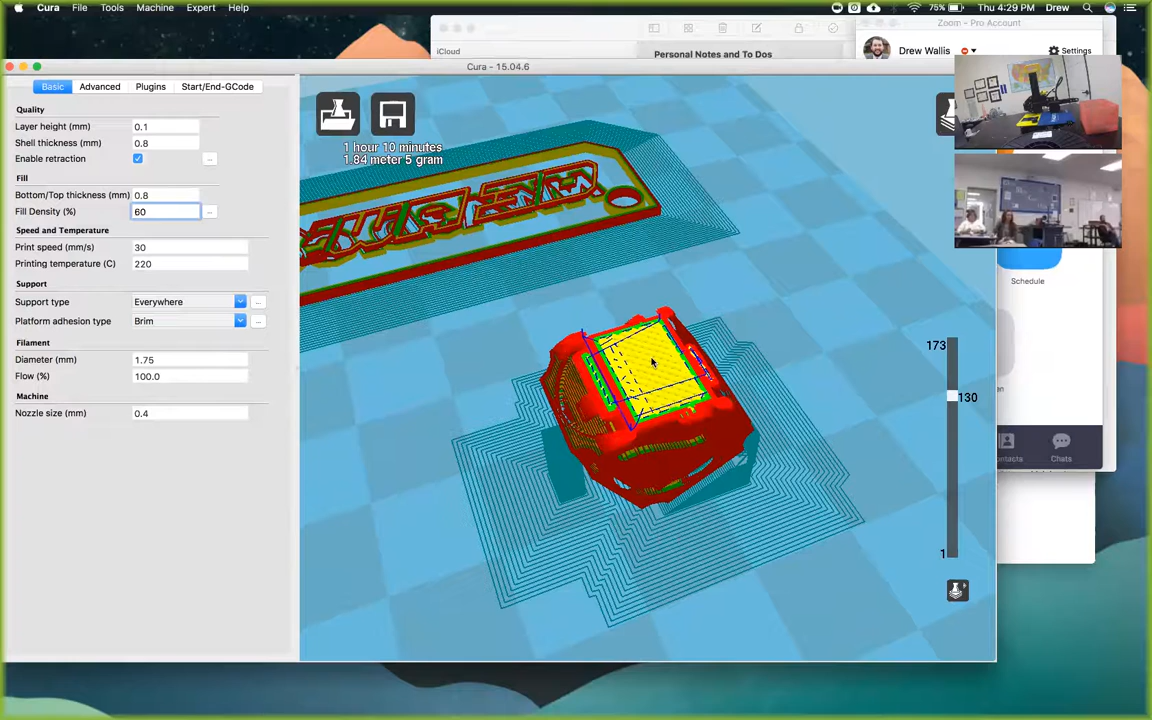 Cura File Tools Machine Expert Help
75% Thu 4:29 PM Drew
Zoom - Pro Account
iCloud
Personal Notes and To Dos
Drew Wallis
Settings
Cura - 15.04.6
Basic Advanced Plugins Start/End-GCode
Quality
Layer height (mm) 0.1
Shell thickness (mm) 0.8
Enable retraction
...
Fill
Bottom/Top thickness (mm) 0.8
Fill Density (%) 60
...
Speed and Temperature
Print speed (mm/s) 30
Printing temperature (C) 220
Support
Support type Everywhere
...
Platform adhesion type Brim
...
Filament
Diameter (mm) 1.75
Flow (%) 100.0
Machine
Nozzle size (mm) 0.4
1 hour 10 minutes
1.84 meter 5 gram
173
130
1
Schedule
Chats